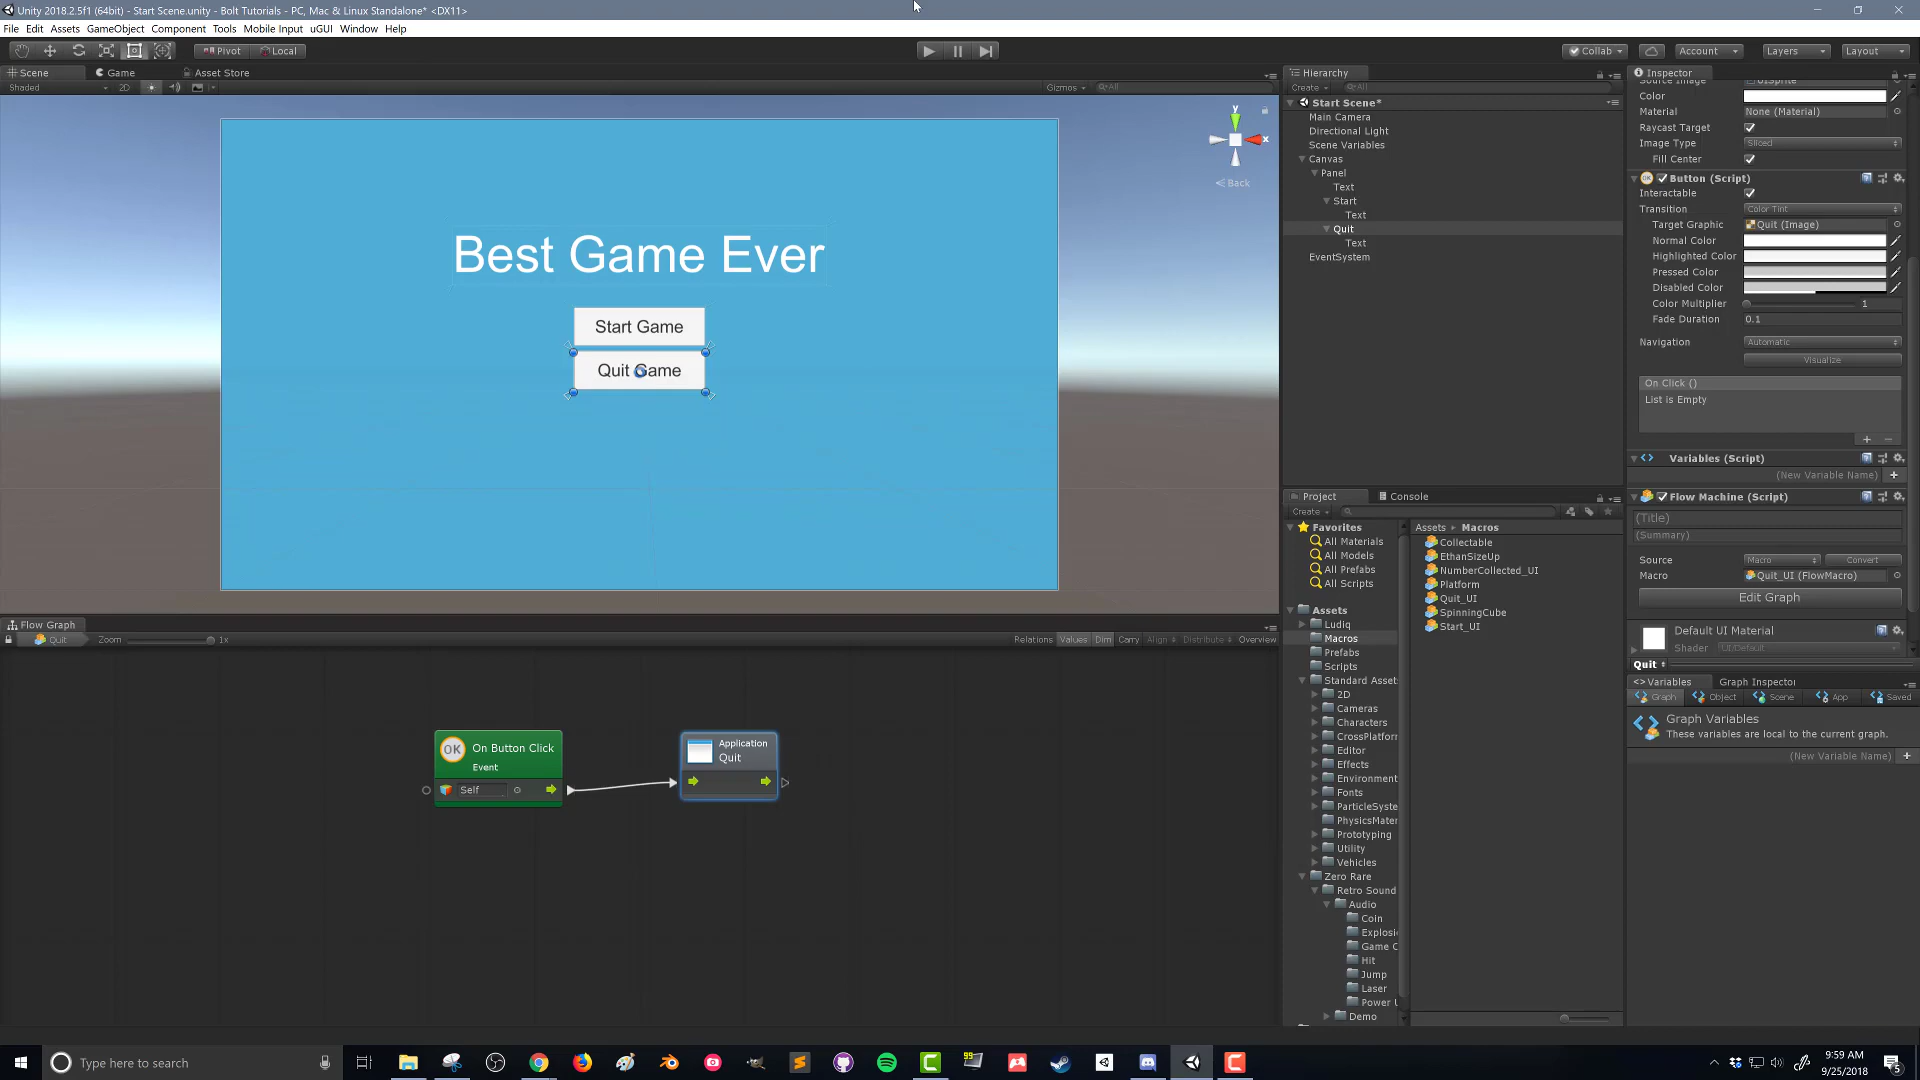 Unity 2018.2.5f1 (64bit) - Start Scene.unity - Bolt Tutorials - PC, Mac & Linux Standalone* <DX11>
File Edit Assets GameObject Component Tools Mobile Input uGUI Window Help
Pivot Local Collab Account Layers Layout
Scene Game Asset Store
Shaded 2D Gizmos All
Back
Best Game Ever
Start Game
Quit Game
Hierarchy
Create All
Start Scene*
Main Camera
Directional Light
Scene Variables
Canvas
Panel
Text
Start
Text
Quit
Text
EventSystem
Inspector
Color
Material None (Material)
Raycast Target
Image Type Sliced
Fill Center
Button (Script)
Interactable
Transition Color Tint
Target Graphic Quit (Image)
Normal Color
Highlighted Color
Pressed Color
Disabled Color
Color Multiplier 1
Fade Duration 0.1
Navigation Automatic
Visualize
On Click ()
List is Empty
Variables (Script)
(New Variable Name)
Flow Machine (Script)
(Title)
(Summary)
Source Macro Convert
Macro Quit_UI (FlowMacro)
Edit Graph
Default UI Material
Shader UI/Default
Quit
Variables Graph Inspector
Graph Object Scene App Saved
Graph Variables
These variables are local to the current graph.
(New Variable Name)
Project Console
Create
Favorites
All Materials
All Models
All Prefabs
All Scripts
Assets
Ludiq
Macros
Prefabs
Scripts
Standard Asset
2D
Cameras
Characters
CrossPlatforr
Editor
Effects
Environment
Fonts
ParticleSyste
PhysicsMater
Prototyping
Utility
Vehicles
Zero Rare
Retro Sound
Audio
Coin
Explosi
Game C
Hit
Jump
Laser
Power U
Demo
Assets Macros
Collectable
EthanSizeUp
NumberCollected_UI
Platform
Quit_UI
SpinningCube
Start_UI
Flow Graph
Quit Zoom 1x Relations Values Dim Carry Align Distribute Overview
OK On Button Click
Event
Self
Application
Quit
Type here to search
9:59 AM
9/25/2018